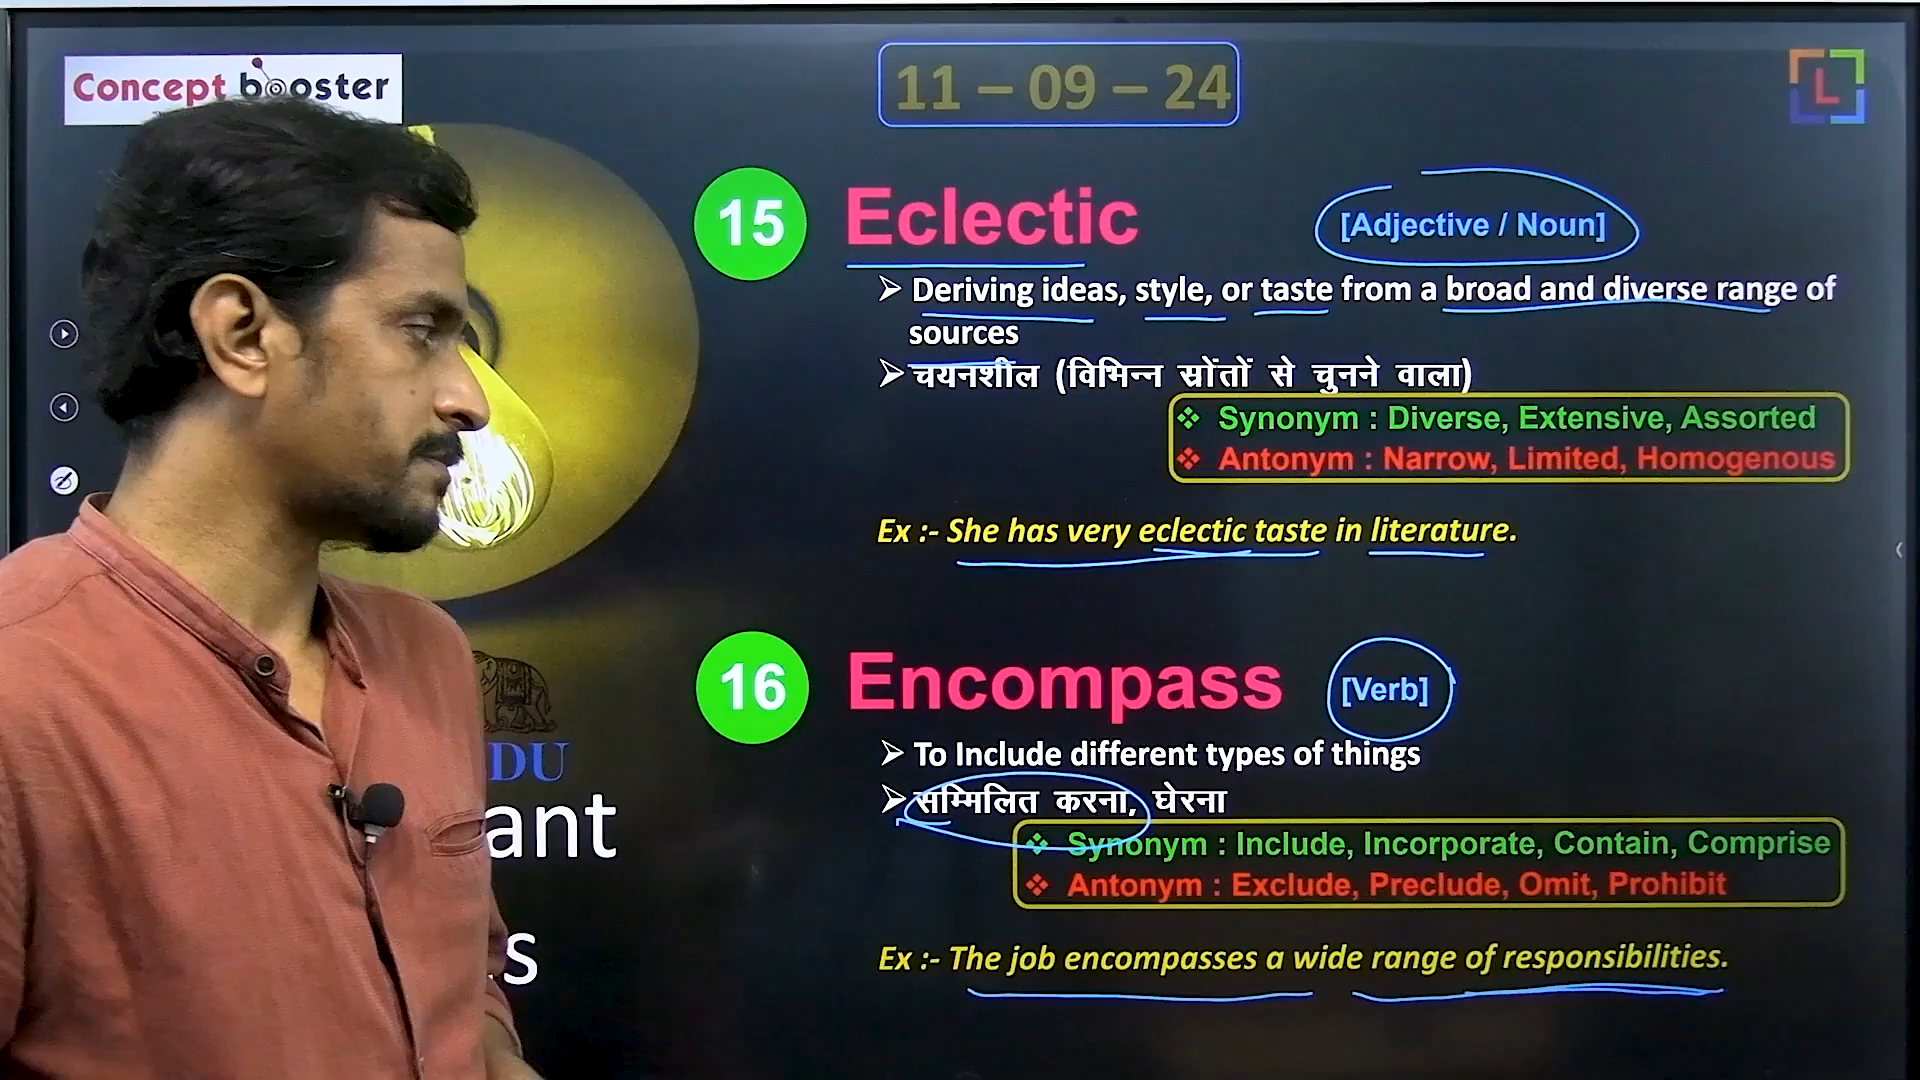 Concept booster
11 – 09 – 24
L
15 Eclectic [Adjective / Noun]
Deriving ideas, style, or taste from a broad and diverse range of
sources
चयनशील (विभिन्न स्रोंतों से चुनने वाला)
Synonym : Diverse, Extensive, Assorted
Antonym : Narrow, Limited, Homogenous
Ex :- She has very eclectic taste in literature.
16 Encompass [Verb]
To Include different types of things
सम्मिलित करना, घेरना
Synonym : Include, Incorporate, Contain, Comprise
Antonym : Exclude, Preclude, Omit, Prohibit
Ex :- The job encompasses a wide range of responsibilities.
DU
ant
s